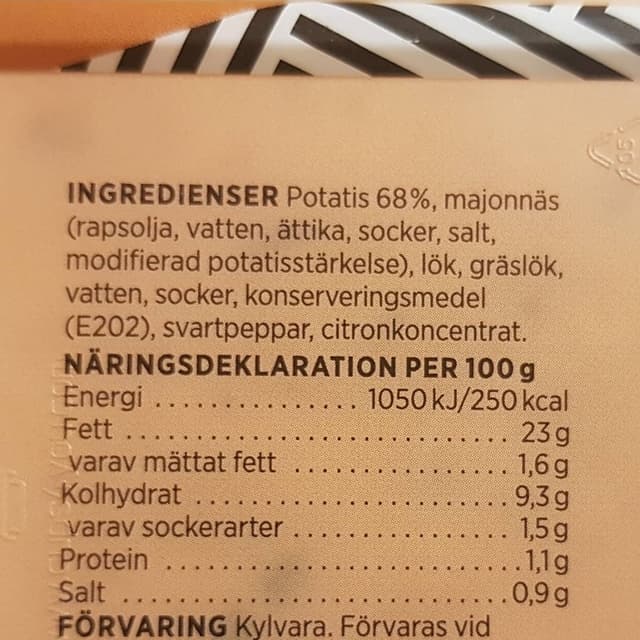 INGREDIENSER Potatis 68%, majonnäs
(rapsolja, vatten, ättika, socker, salt,
modifierad potatisstärkelse), lök, gräslök,
vatten, socker, konserveringsmedel
(E202), svartpeppar, citronkoncentrat.
NÄRINGSDEKLARATION PER 100 g
Energi .................. 1050 kJ/250 kcal
Fett .................................. 23 g
varav mättat fett ................... 1,6 g
Kolhydrat ........................... 9,3 g
varav sockerarter ................... 1,5 g
Protein ............................. 1,1 g
Salt ................................ 0,9 g
FÖRVARING Kylvara. Förvaras vid